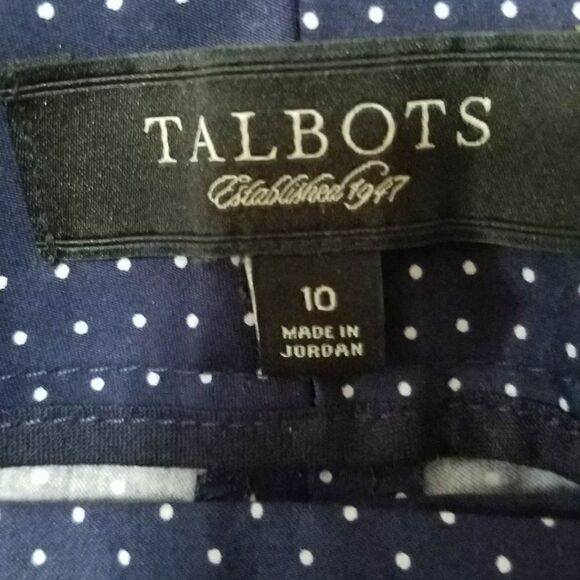 TALBOTS
Established 1947
10
MADE IN
JORDAN